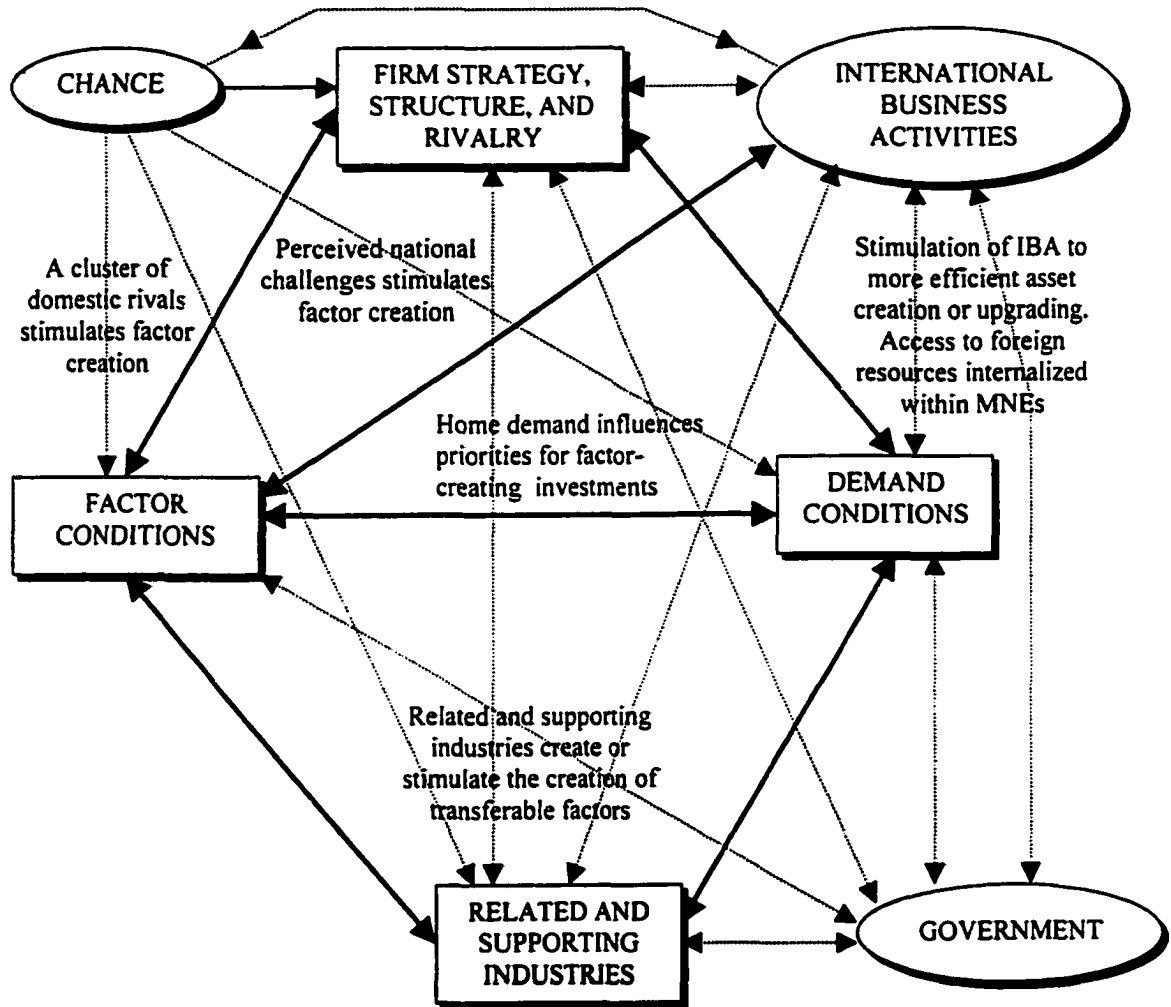 CHANCE
FIRM STRATEGY,
STRUCTURE, AND
RIVALRY
INTERNATIONAL
BUSINESS
ACTIVITIES
A cluster of
domestic rivals
stimulates factor
creation
Perceived national
challenges stimulates
factor creation
Stimulation of IBA to
more efficient asset
creation or upgrading.
Access to foreign
resources internalized
within MNEs
Home demand influences
priorities for factor-
creating investments
FACTOR
CONDITIONS
DEMAND
CONDITIONS
Related and supporting
industries create or
stimulate the creation of
transferable factors
RELATED AND
SUPPORTING
INDUSTRIES
GOVERNMENT